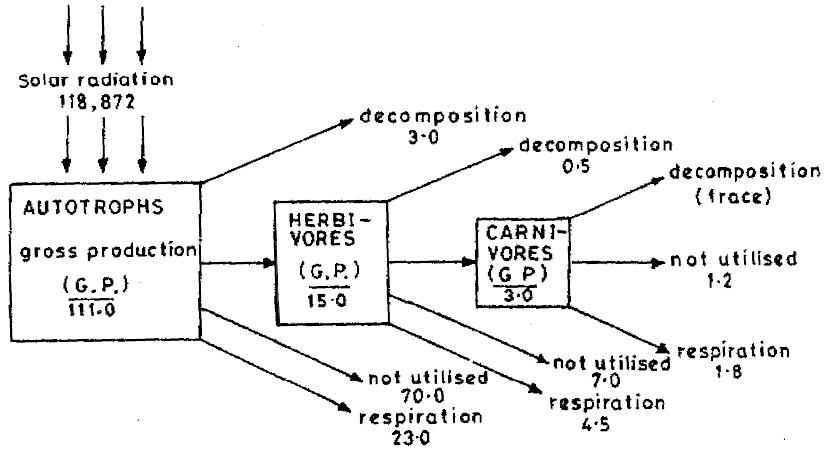 Solar radiation
118,872
AUTOTROPHS
gross production
(G.P.)
111.0
decomposition
3.0
HERBI-
VORES
(G.P.)
15.0
decomposition
0.5
CARNI-
VORES
(G P)
3.0
decomposition
(trace)
not utilised
1.2
respiration
1.8
not utilised
7.0
respiration
4.5
not utilised
70.0
respiration
23.0